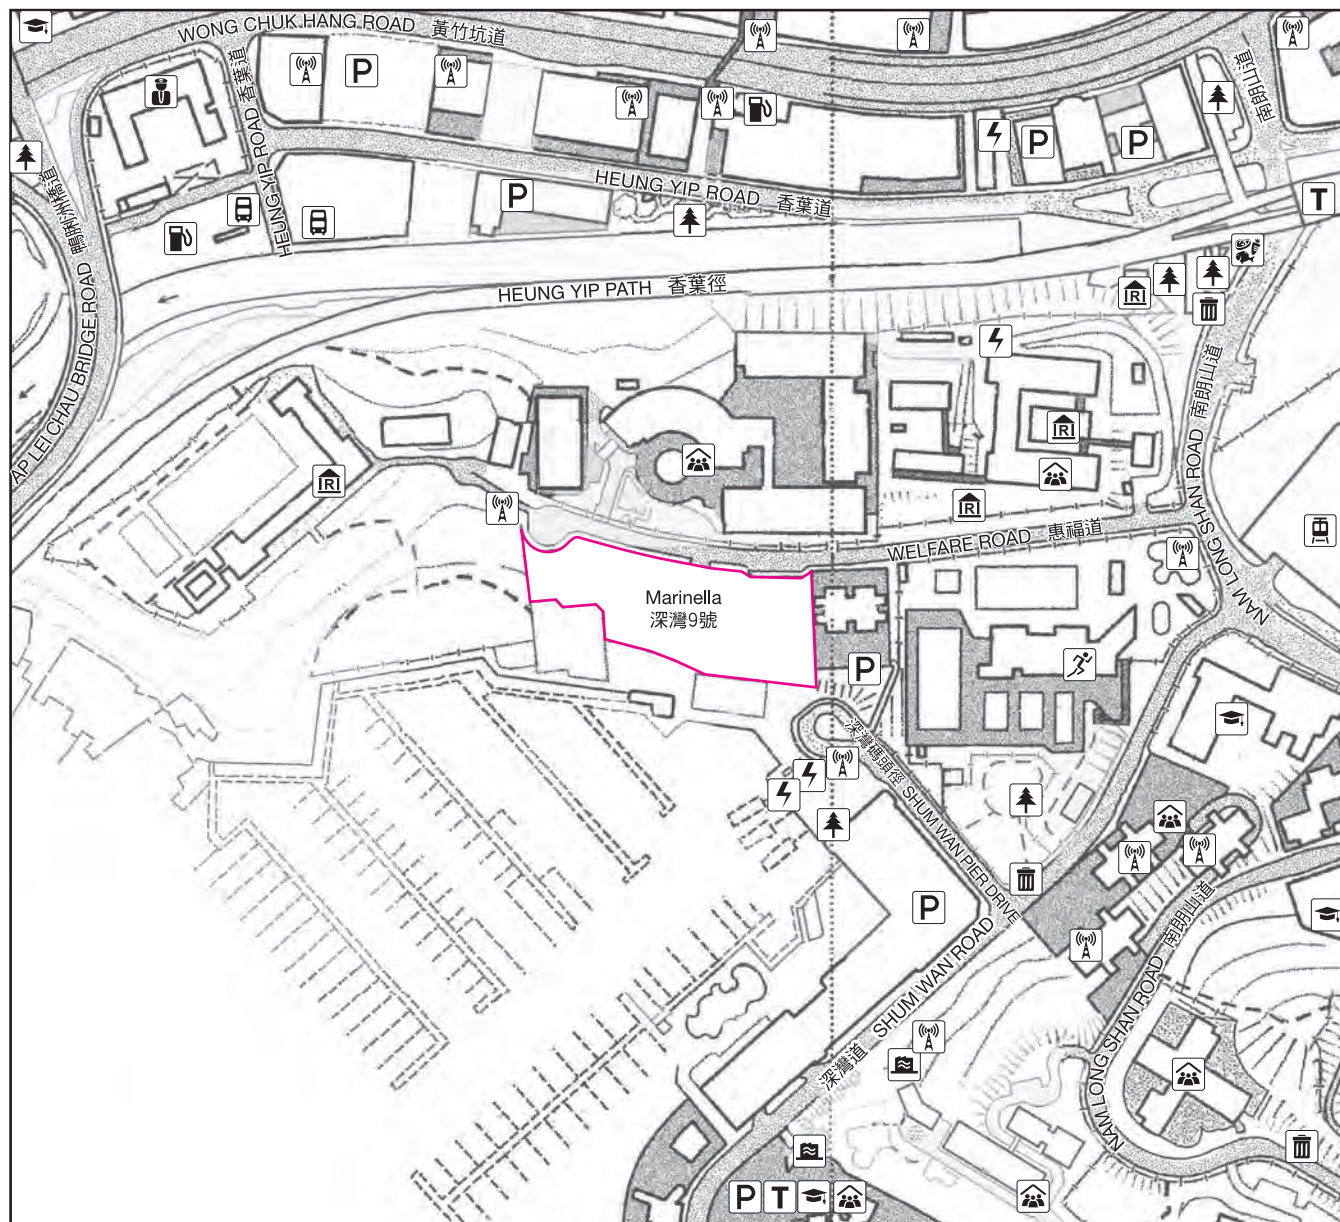 WONG CHUK HANG ROAD 黃竹坑道
HEUNG YIP ROAD 香葉道
南朗山道
HEUNG YIP ROAD 香葉道
AP LEI CHAU BRIDGE ROAD 鴨脷洲橋道
HEUNG YIP PATH 香葉徑
NAM LONG SHAN ROAD 南朗山道
WELFARE ROAD 惠福道
NAM LONG
Marinella
深灣9號
深灣碼頭徑 SHUM WAN PIER DRIVE
深灣道 SHUM WAN ROAD
NAM LONG SHAN ROAD 南朗山道
P
P
P
P
P
P
P
T
P
T
R
R
R
R